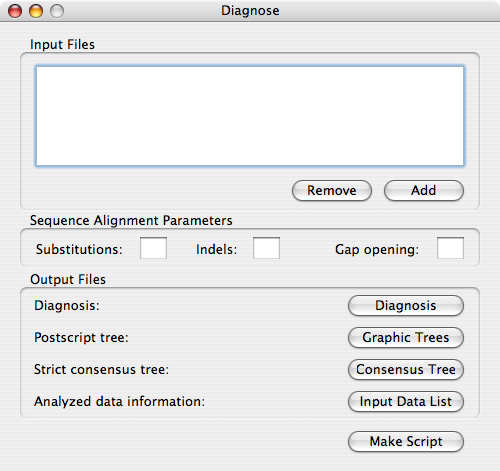 Diagnose
Input Files
Remove Add
Sequence Alignment Parameters
Substitutions: Indels: Gap opening:
Output Files
Diagnosis: Diagnosis
Postscript tree: Graphic Trees
Strict consensus tree: Consensus Tree
Analyzed data information: Input Data List
Make Script